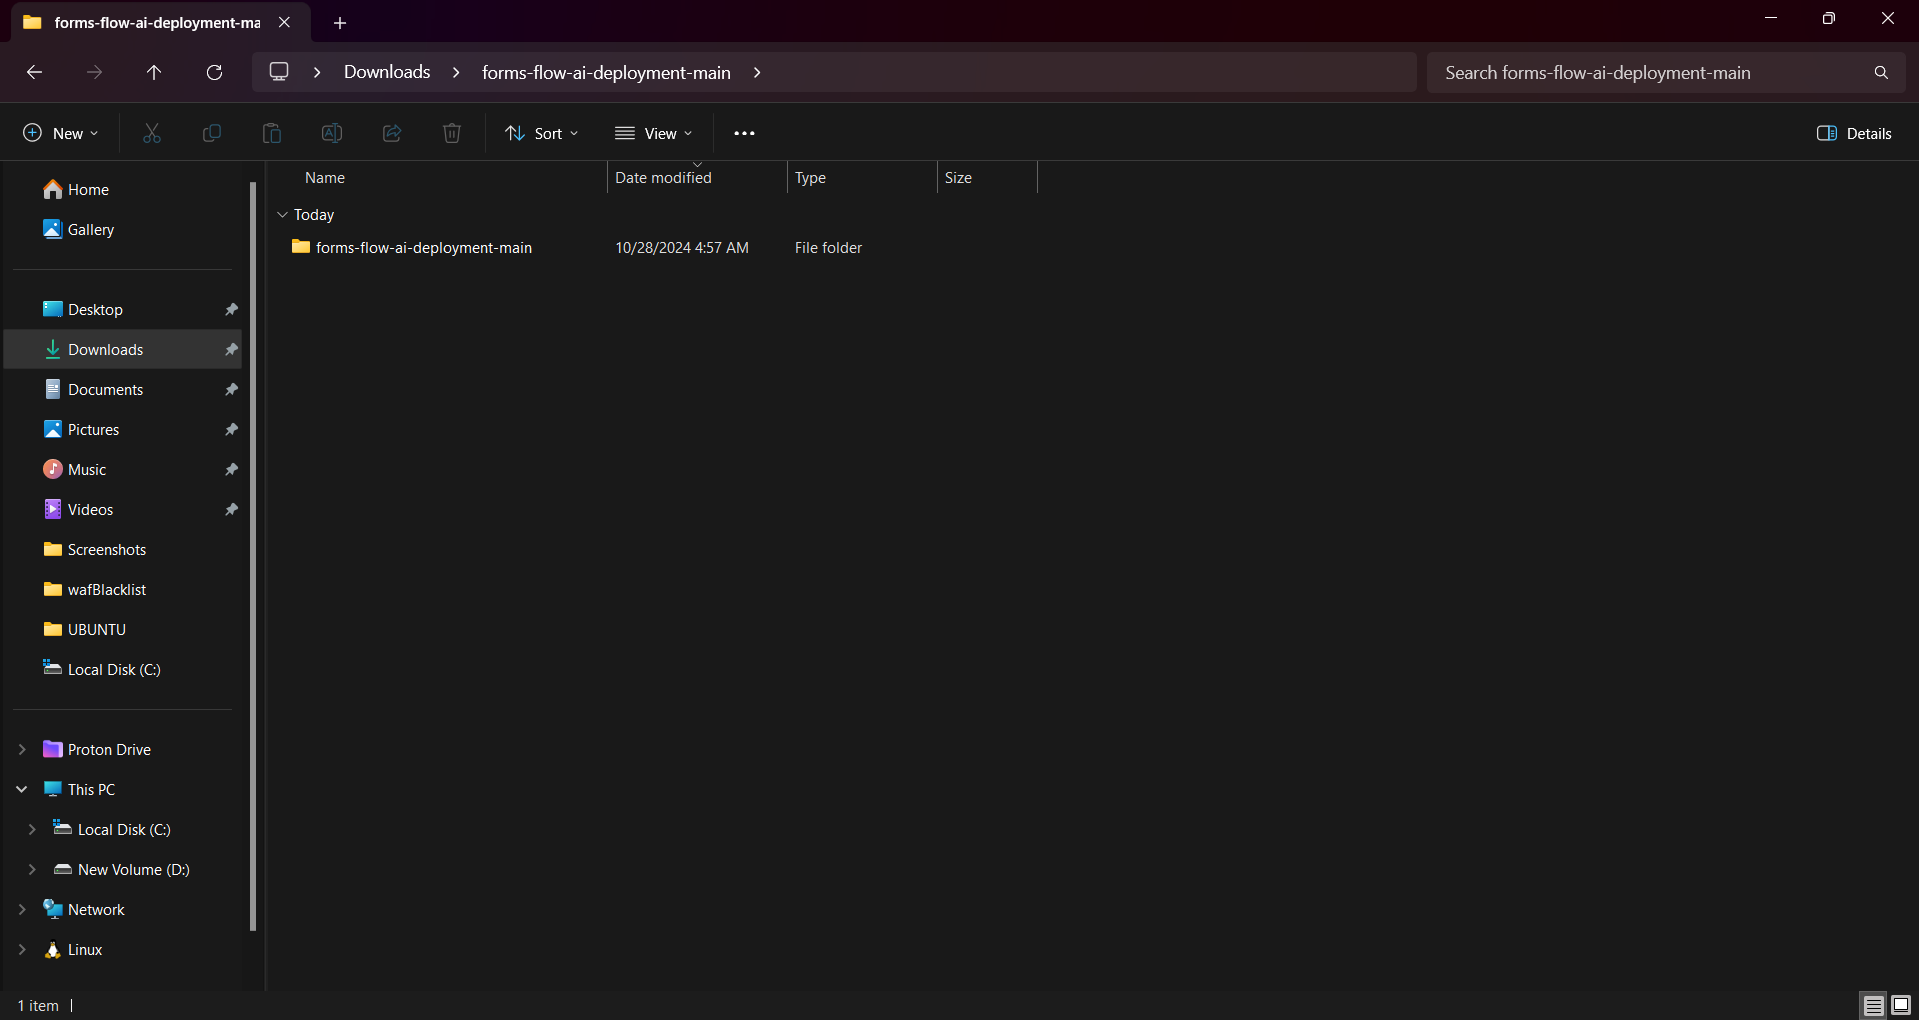 forms-flow-ai-deployment-ma
Downloads
forms-flow-ai-deployment-main
Search forms-flow-ai-deployment-main
New
Sort
View
Details
Name
Date modified
Type
Size
Today
forms-flow-ai-deployment-main
10/28/2024 4:57 AM
File folder
Home
Gallery
Desktop
Downloads
Documents
Pictures
Music
Videos
Screenshots
wafBlacklist
UBUNTU
Local Disk (C:)
Proton Drive
This PC
Local Disk (C:)
New Volume (D:)
Network
Linux
1 item